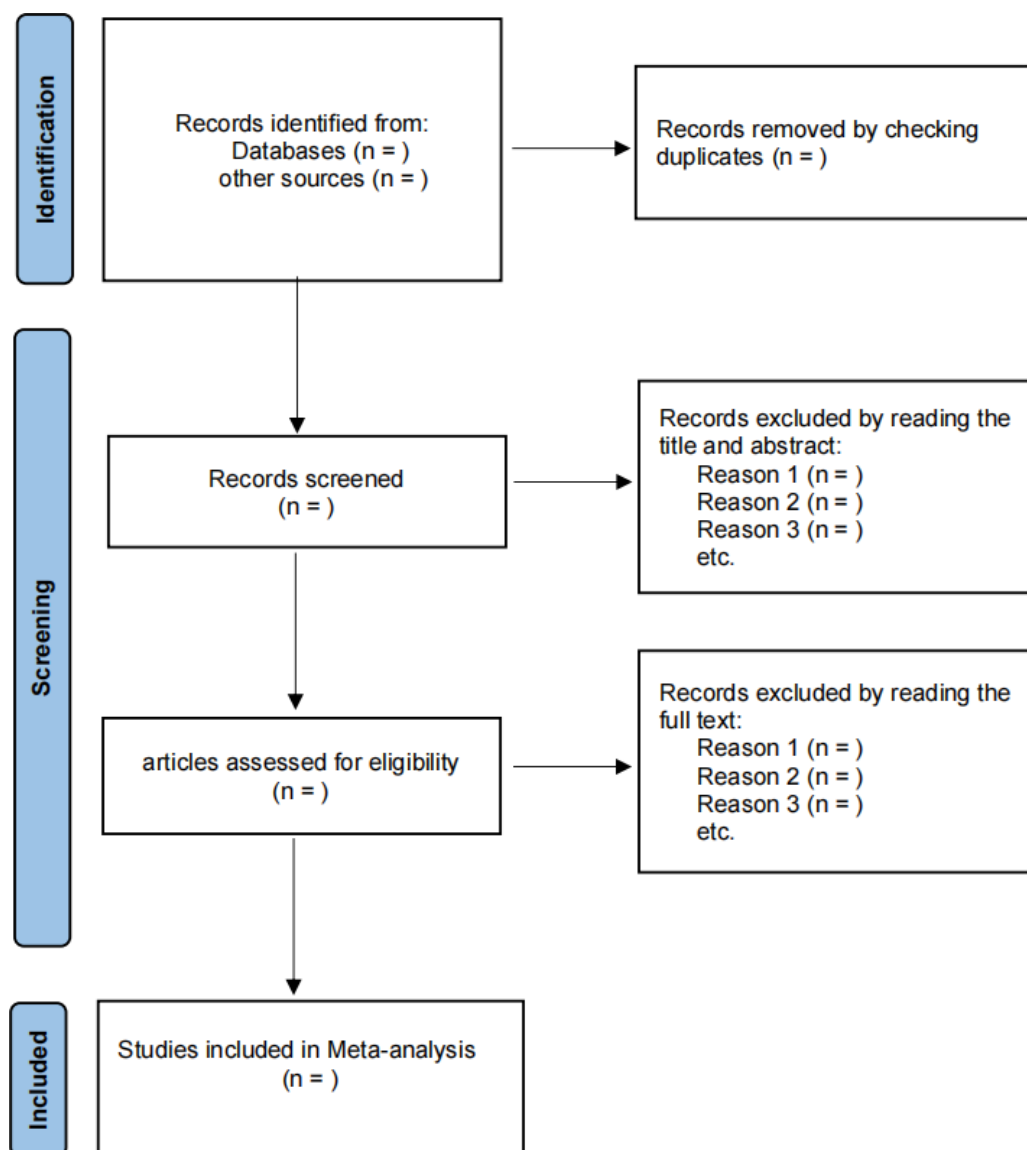 Identification
Records identified from:
Databases (n = )
other sources (n = )
Records removed by checking
duplicates (n = )
Screening
Records screened
(n = )
Records excluded by reading the
title and abstract:
Reason 1 (n = )
Reason 2 (n = )
Reason 3 (n = )
etc.
articles assessed for eligibility
(n = )
Records excluded by reading the
full text:
Reason 1 (n = )
Reason 2 (n = )
Reason 3 (n = )
etc.
Included
Studies included in Meta-analysis
(n = )